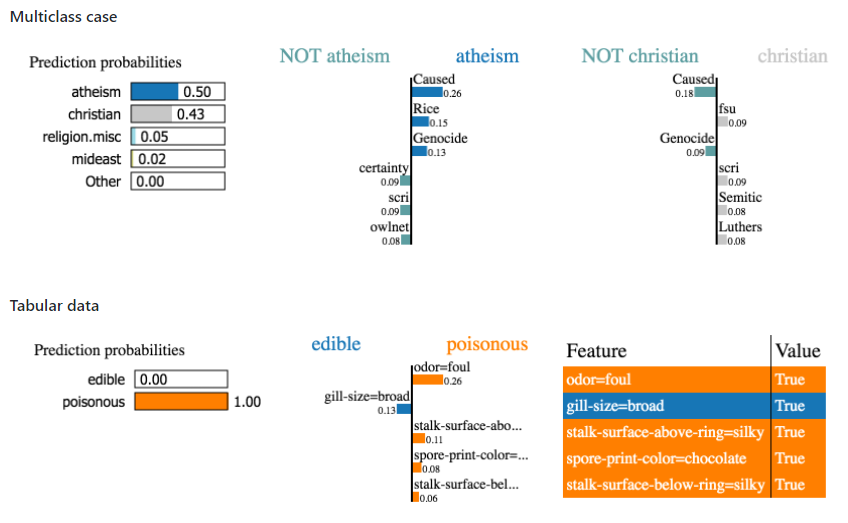 Multiclass case
Prediction probabilities
atheism 0.50
christian 0.43
religion.misc 0.05
mideast 0.02
Other 0.00
NOT atheism atheism
Caused
0.26
Rice
0.15
Genocide
0.13
certainty
0.09
scri
0.09
owlnet
0.08
NOT christian christian
Caused
0.18
fsu
0.09
Genocide
0.09
scri
0.09
Semitic
0.08
Luthers
0.08
Tabular data
Prediction probabilities
edible 0.00
poisonous 1.00
edible poisonous
odor=foul
0.26
gill-size=broad
0.13
stalk-surface-abo...
0.11
spore-print-color=...
0.08
stalk-surface-bel...
0.06
Feature Value
odor=foul True
gill-size=broad True
stalk-surface-above-ring=silky True
spore-print-color=chocolate True
stalk-surface-below-ring=silky True